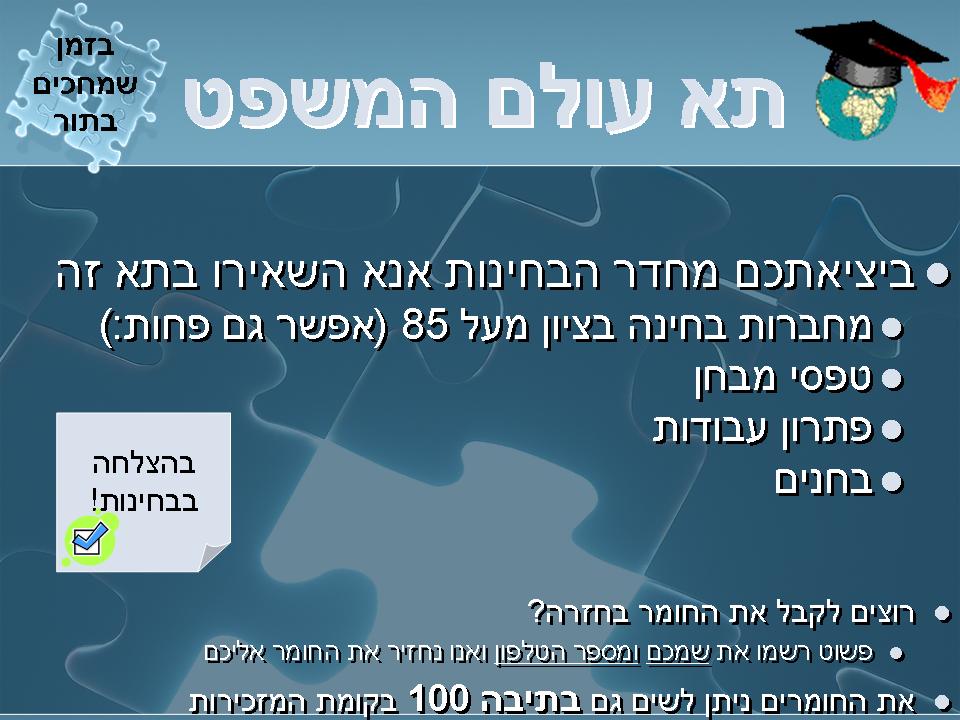 בזמן
שמחכים
בתור
תא עולם המשפט
ביציאתכם מחדר הבחינות אנא השאירו בתא זה
מחברות בחינה בציון מעל 85 (אפשר גם פחות:)
טפסי מבחן
פתרון עבודות
בחנים
בהצלחה
בבחינות!
רוצים לקבל את החומר בחזרה?
פשוט רשמו את שמכם ומספר הטלפון ואנו נחזיר את החומר אליכם
את החומרים ניתן לשים גם בתיבה 100 בקומת המזכירות